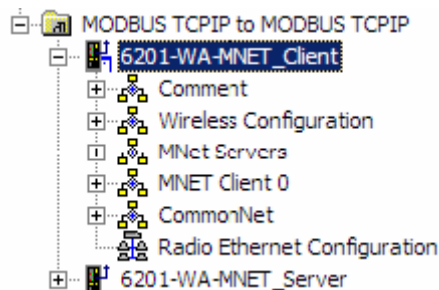 MODBUS TCPIP to MODBUS TCPIP
6201-WA-MNET_Client
Comment
Wireless Configuration
MNet Servers
MNET Client 0
CommonNet
Radio Ethernet Configuration
6201-WA-MNET_Server